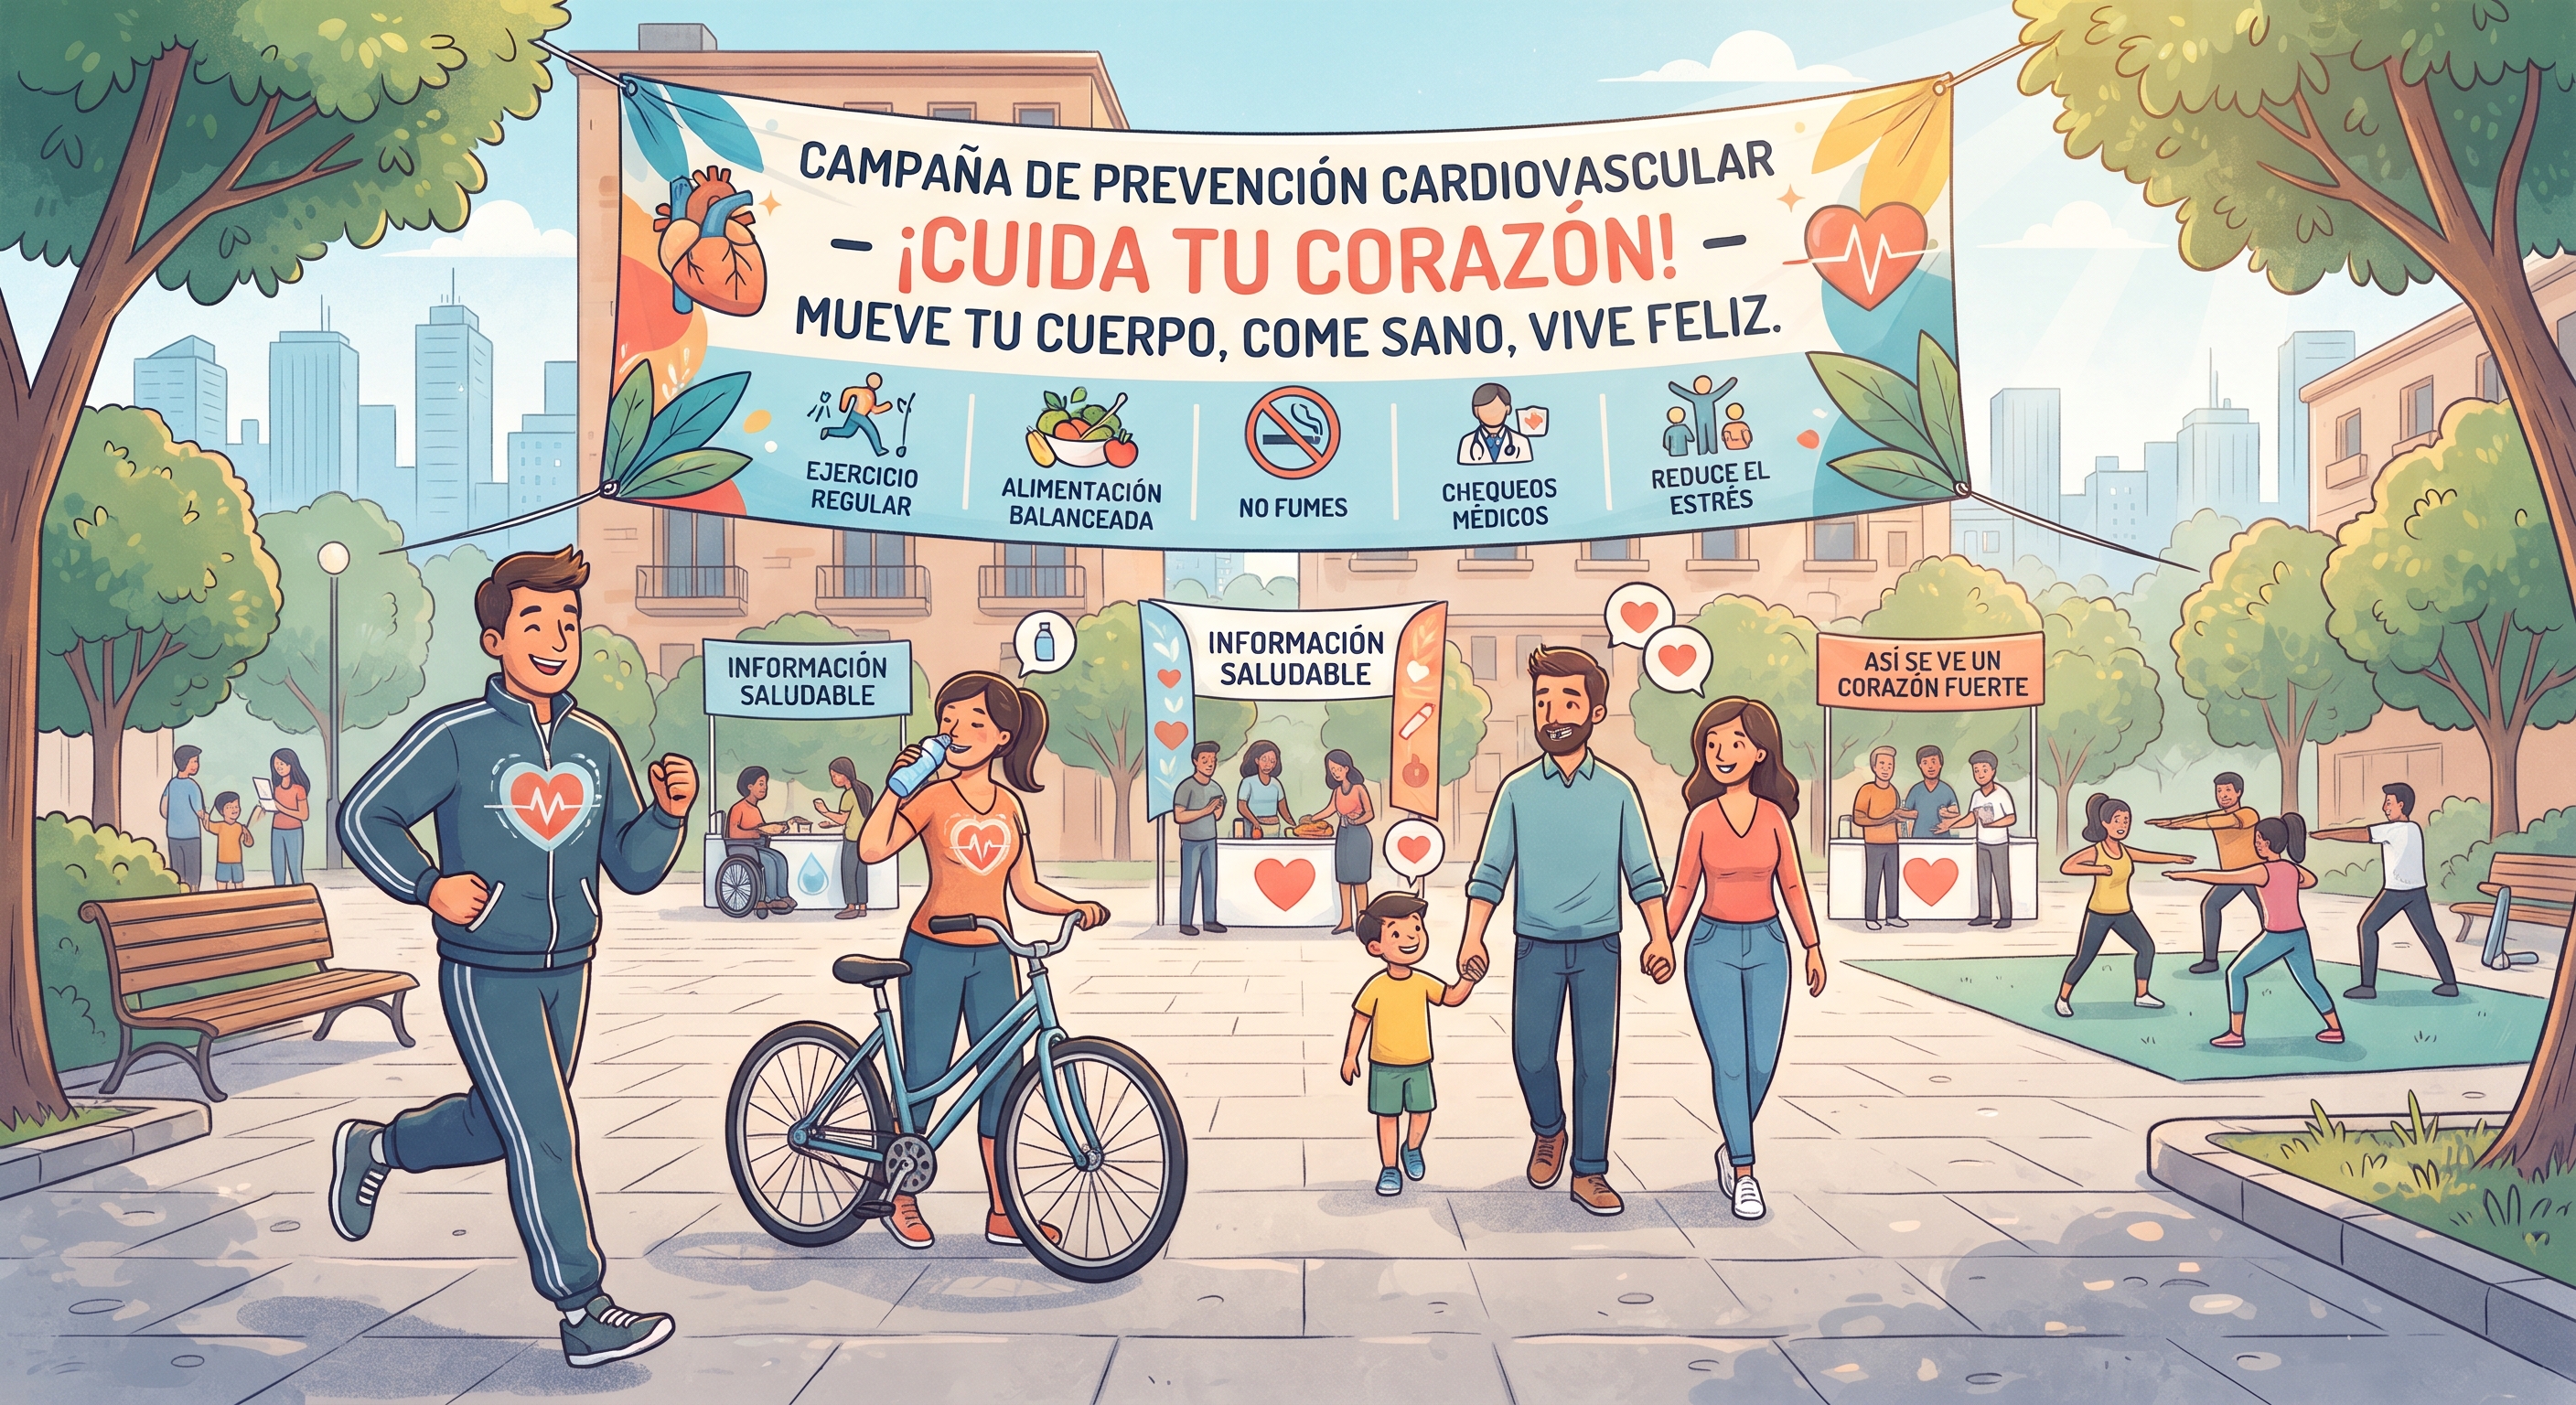 CAMPAÑA DE PREVENCIÓN CARDIOVASCULAR
– ¡CUIDA TU CORAZÓN! –
MUEVE TU CUERPO, COME SANO, VIVE FELIZ.
EJERCICIO
REGULAR
ALIMENTACIÓN
BALANCEADA
NO FUMES
CHEQUEOS
MÉDICOS
REDUCE EL
ESTRÉS
INFORMACIÓN
SALUDABLE
INFORMACIÓN
SALUDABLE
ASÍ SE VE UN
CORAZÓN FUERTE